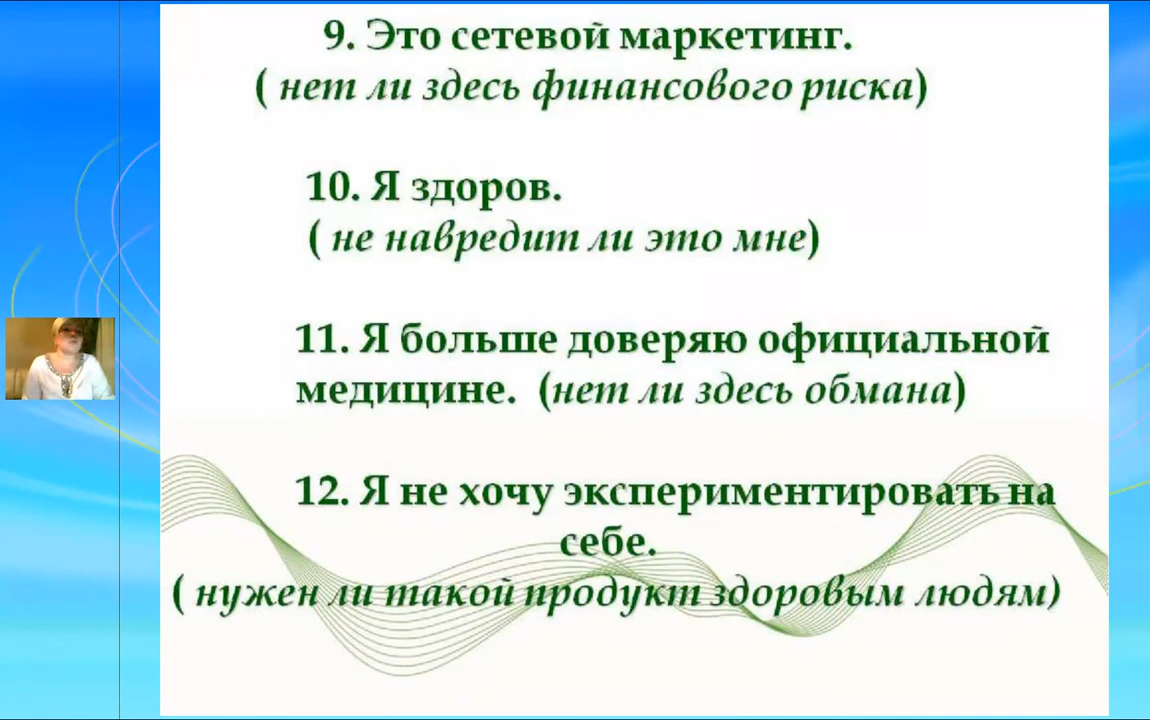 9. Это сетевой маркетинг.
( нет ли здесь финансового риска)
10. Я здоров.
( не навредит ли это мне)
11. Я больше доверяю официальной
медицине. (нет ли здесь обмана)
12. Я не хочу экспериментировать на
себе.
( нужен ли такой продукт здоровым людям)